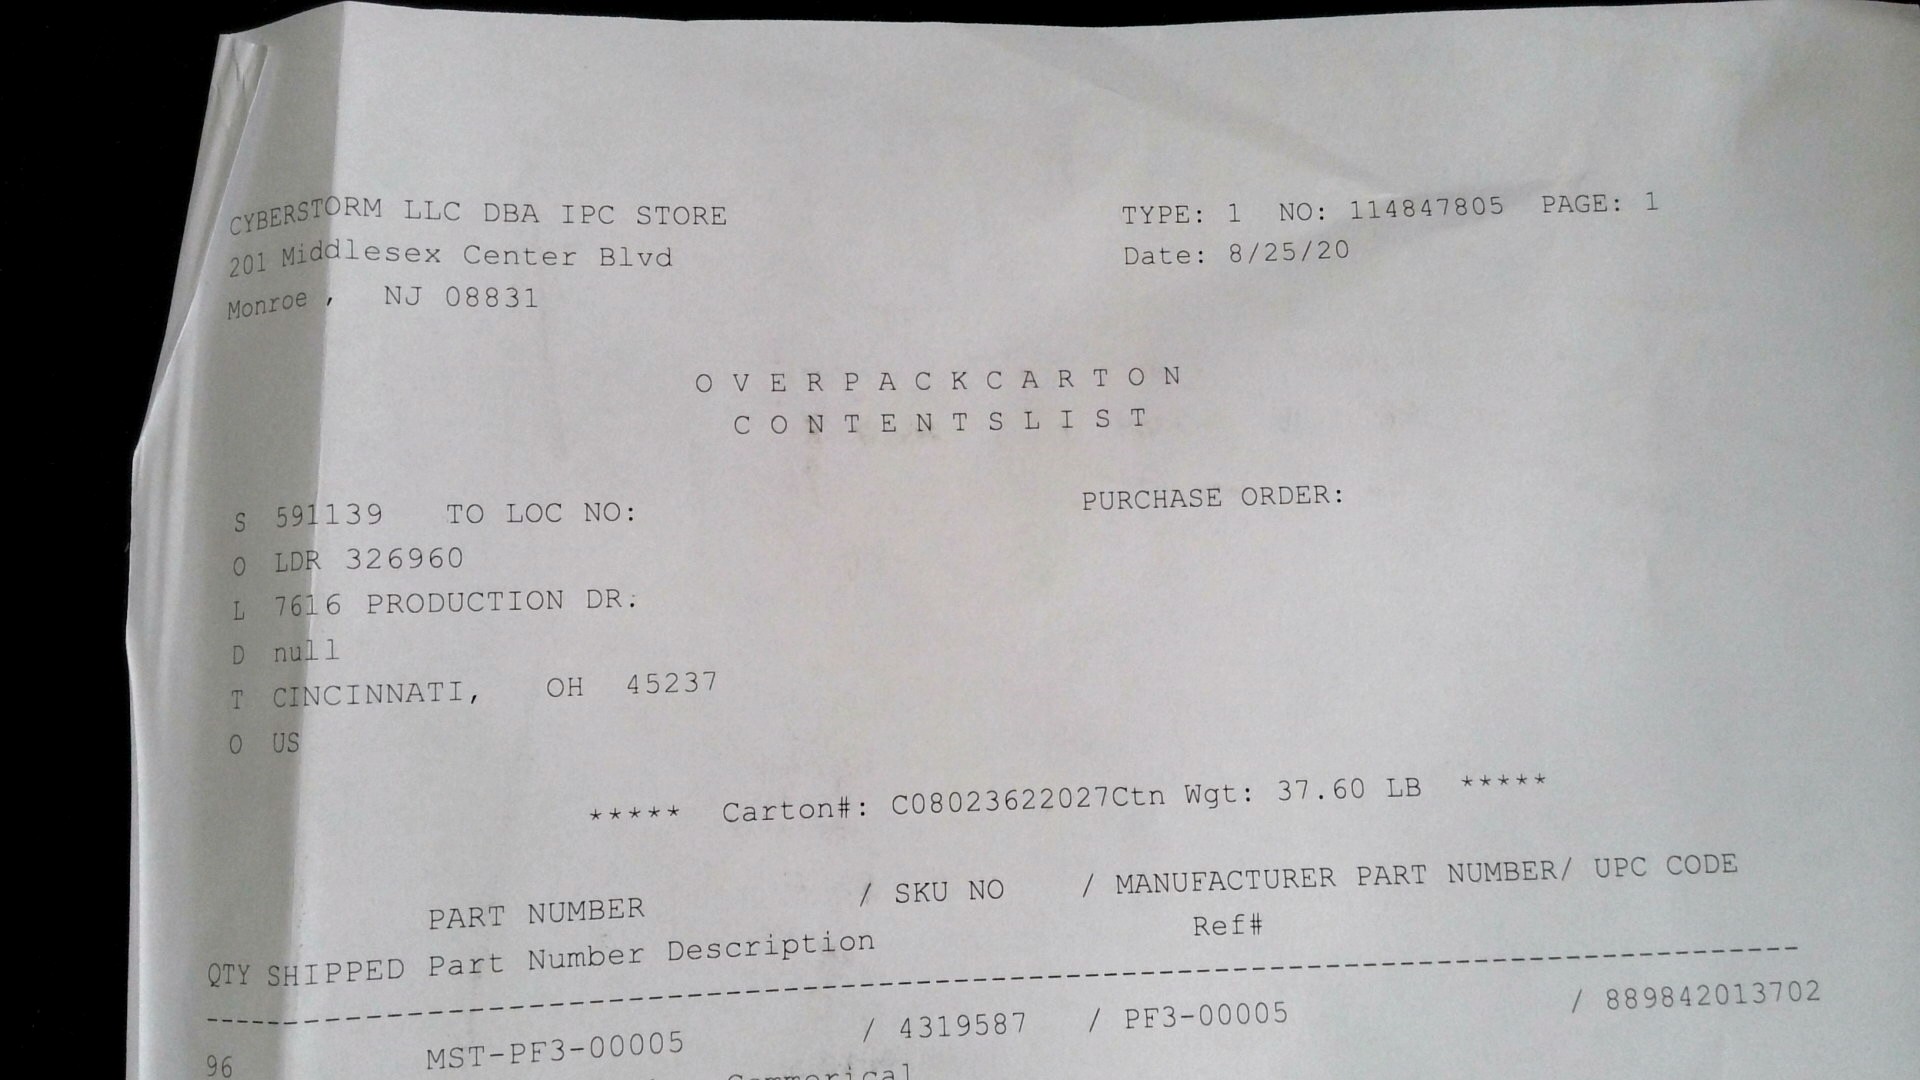 CYBERSTORM LLC DBA IPC STORE TYPE: 1 NO: 114847805 PAGE: 1
201 Middlesex Center Blvd Date: 8/25/20
Monroe , NJ 08831
O V E R P A C K C A R T O N
C O N T E N T S L I S T
S 591139 TO LOC NO: PURCHASE ORDER:
O LDR 326960
L 7616 PRODUCTION DR.
D null
T CINCINNATI, OH 45237
O US
***** Carton#: C08023622027Ctn Wgt: 37.60 LB *****
PART NUMBER / SKU NO / MANUFACTURER PART NUMBER/ UPC CODE
QTY SHIPPED Part Number Description Ref#
--------------------------------------------------------------------------------
96 MST-PF3-00005 / 4319587 / PF3-00005 / 889842013702
Commerical